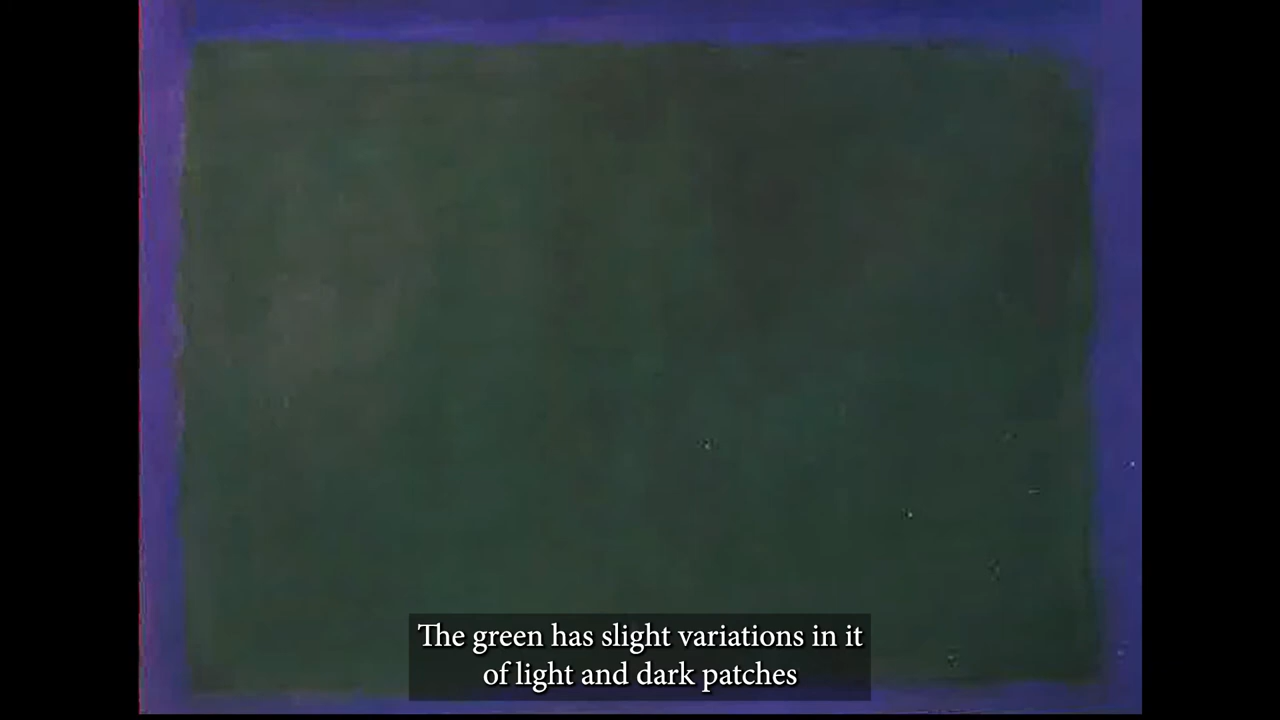 The green has slight variations in it
of light and dark patches